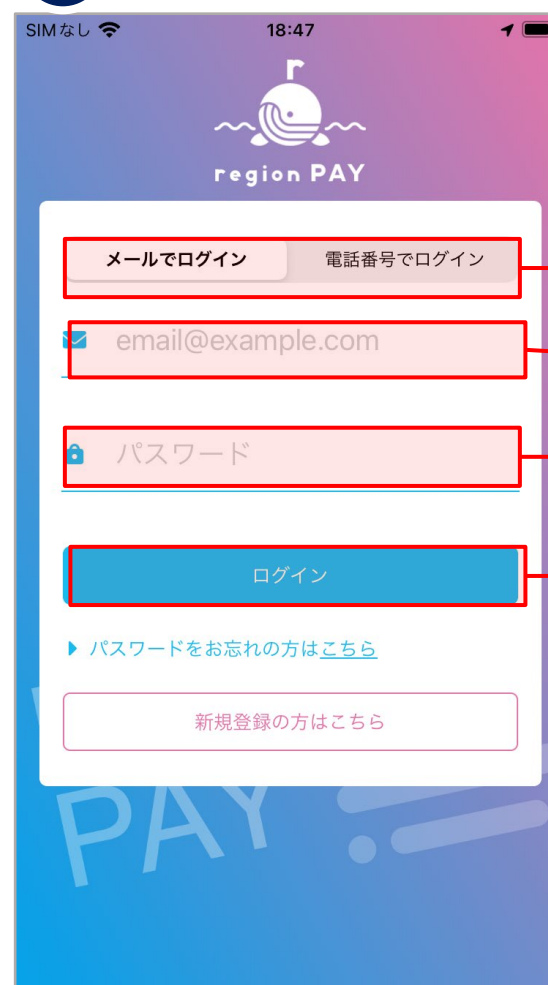 SIMなし 18:47
r
region PAY
メールでログイン 電話番号でログイン
email@example.com
パスワード
ログイン
パスワードをお忘れの方はこちら
新規登録の方はこちら
PAY